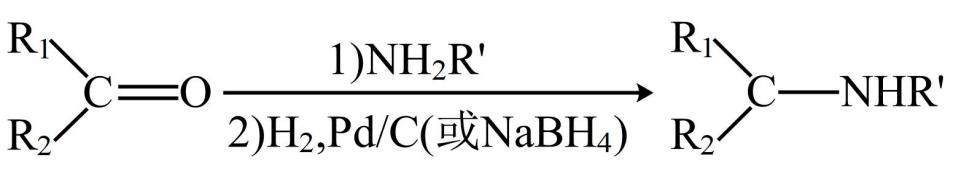 R₁
C=O
R₂
1)NH₂R'
2)H₂,Pd/C(或NaBH₄)
R₁
C—NHR'
R₂